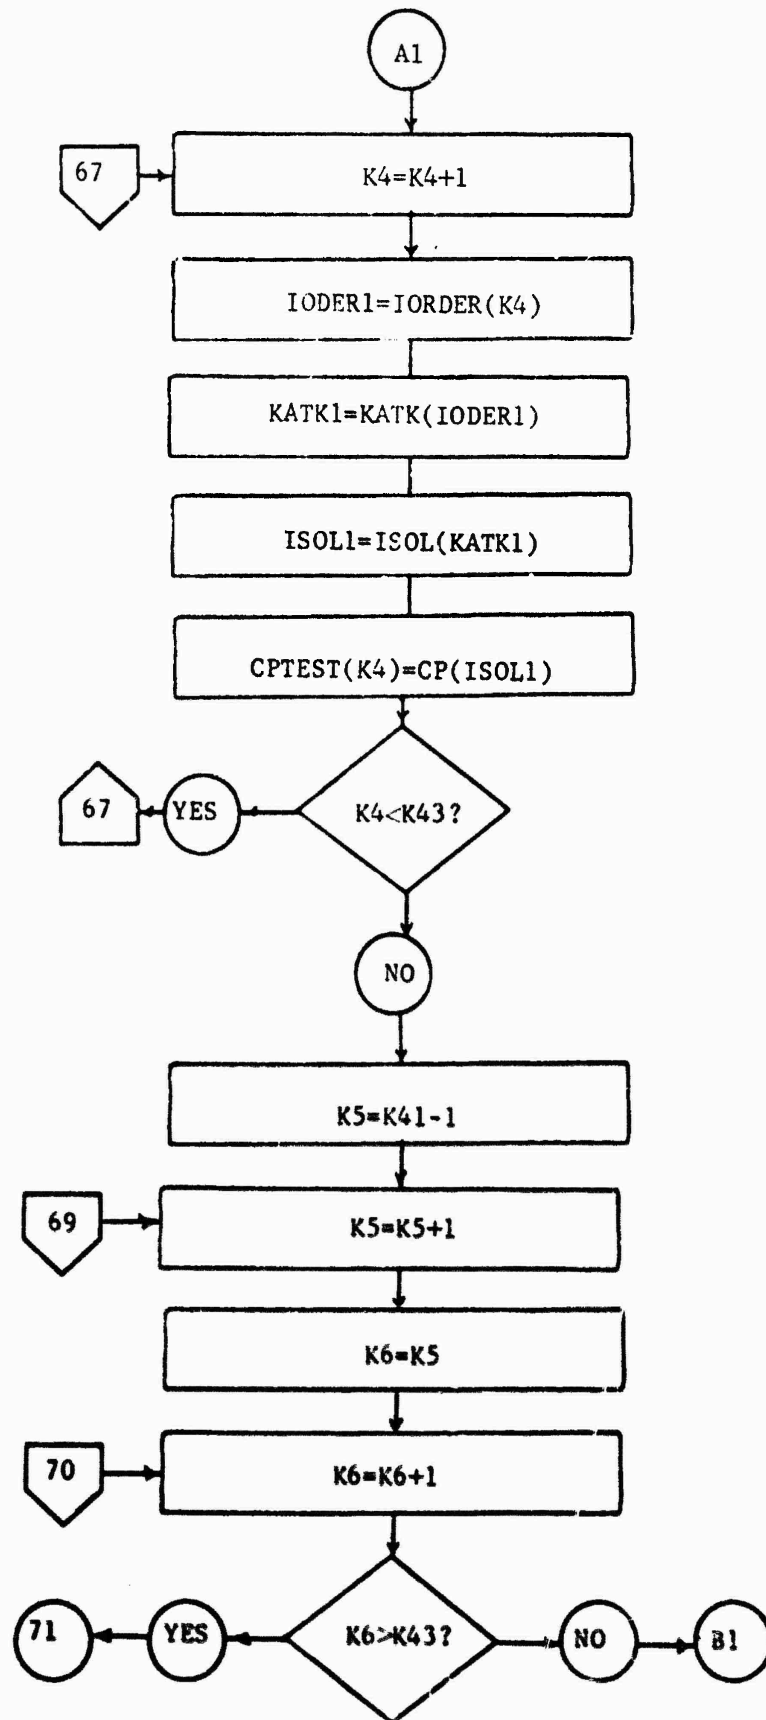 A1
67
K4=K4+1
IODER1=IORDER(K4)
KATK1=KATK(IODER1)
ISOL1=ISOL(KATK1)
CPTEST(K4)=CP(ISOL1)
67
YES
K4<K43?
NO
K5=K41-1
69
K5=K5+1
K6=K5
70
K6=K6+1
71
YES
K6>K43?
NO
B1